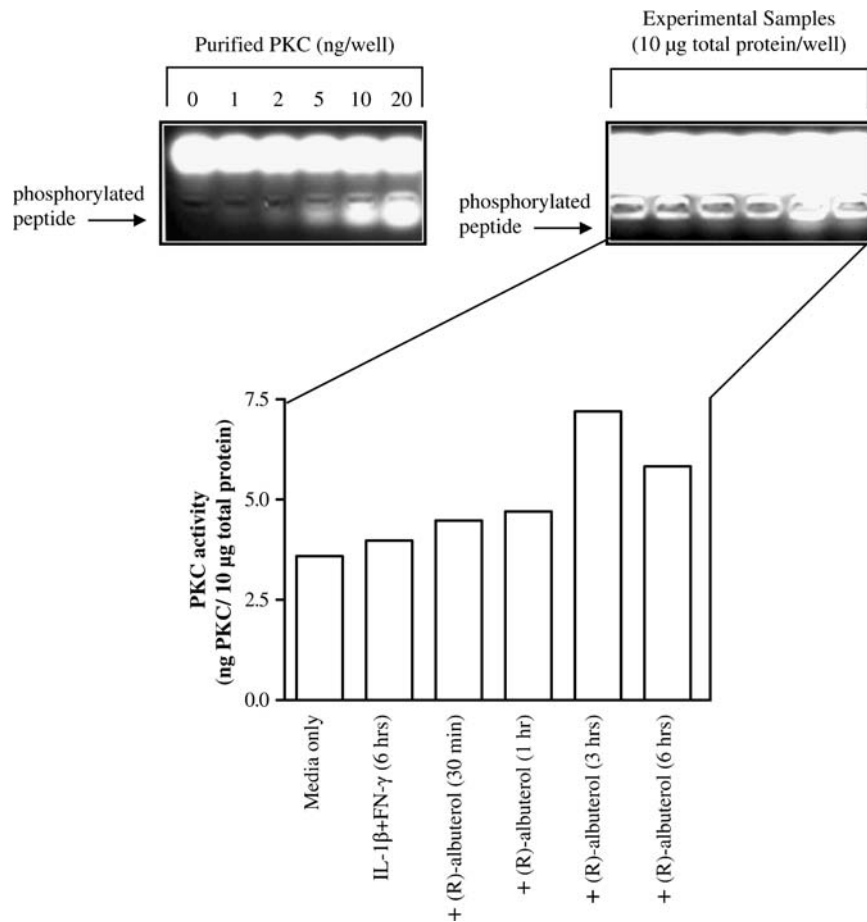 Purified PKC (ng/well)
0 1 2 5 10 20
phosphorylated
peptide
Experimental Samples
(10 µg total protein/well)
phosphorylated
peptide
PKC activity
(ng PKC/ 10 µg total protein)
7.5
5.0
2.5
0.0
Media only
IL-1β+FN-γ (6 hrs)
+ (R)-albuterol (30 min)
+ (R)-albuterol (1 hr)
+ (R)-albuterol (3 hrs)
+ (R)-albuterol (6 hrs)